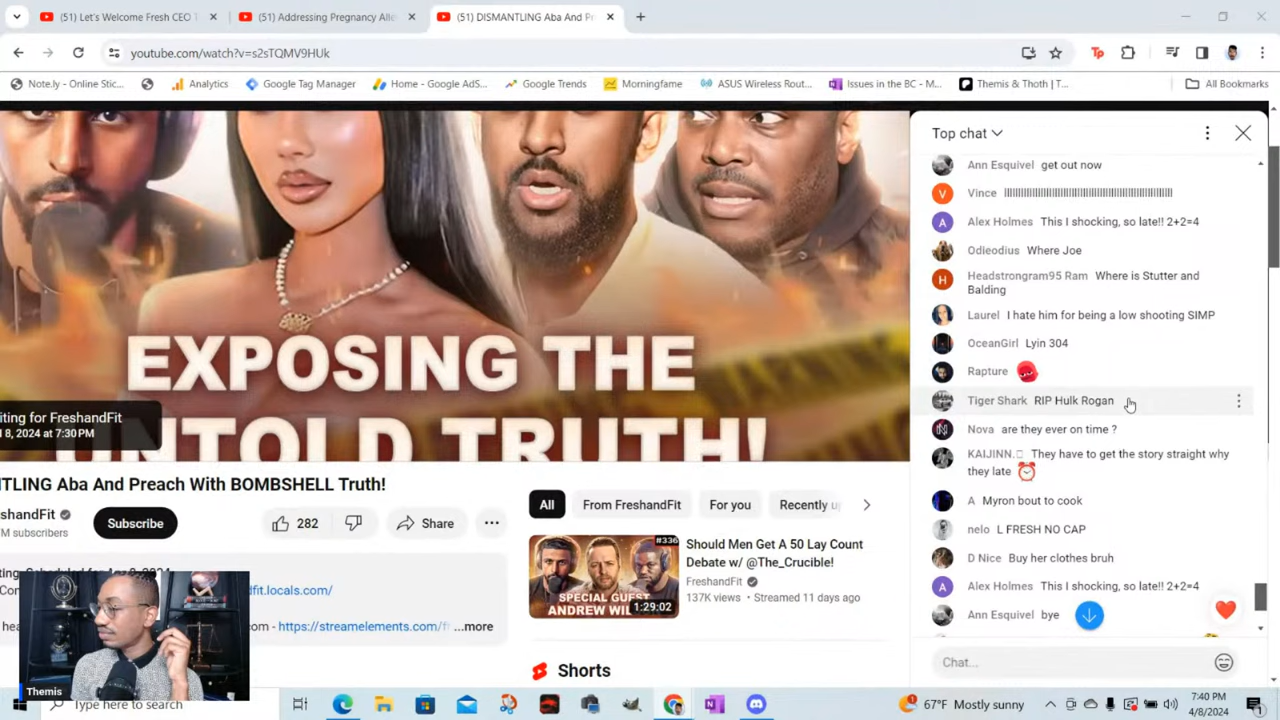 (51) Let's Welcome Fresh CEO
(51) Addressing Pregnancy Alle
(51) DISMANTLING Aba And Pr
youtube.com/watch?v=s2sTQMV9HUk
Note.ly - Online Stic...
Analytics
Google Tag Manager
Home - Google AdS...
Google Trends
Morningfame
ASUS Wireless Rout...
Issues in the BC - M...
Themis & Thoth | T...
All Bookmarks
EXPOSING THE
NTOLD TRUTH!
iting for FreshandFit
8, 2024 at 7:30 PM
TLING Aba And Preach With BOMBSHELL Truth!
shandFit
M subscribers
Subscribe
282
Share
All
From FreshandFit
For you
Recently u
Should Men Get A 50 Lay Count
Debate w/ @The_Crucible!
FreshandFit
137K views • Streamed 11 days ago
#336
SPECIAL GUEST
ANDREW WIL
1:29:02
Shorts
fit.locals.com/
- https://streamelements.com/f
...more
Themis
Top chat
Ann Esquivel get out now
Vince llllllllllllllllllllllllllllllllllllllllllllllllllllllll
Alex Holmes This I shocking, so late!! 2+2=4
Odieodius Where Joe
Headstrongram95 Ram Where is Stutter and
Balding
Laurel I hate him for being a low shooting SIMP
OceanGirl Lyin 304
Rapture
Tiger Shark RIP Hulk Rogan
Nova are they ever on time ?
KAIJINN. They have to get the story straight why
they late ⏰
A Myron bout to cook
nelo L FRESH NO CAP
D Nice Buy her clothes bruh
Alex Holmes This I shocking, so late!! 2+2=4
Ann Esquivel bye
Chat...
Type here to search
67°F Mostly sunny
7:40 PM
4/8/2024